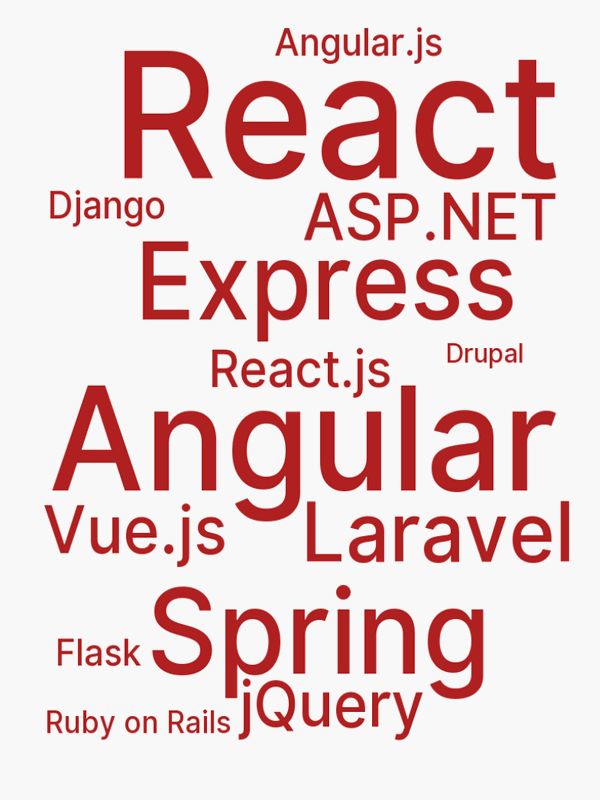 Angular.js
React
Django
ASP.NET
Express
Drupal
React.js
Angular
Vue.js
Laravel
Spring
Flask
jQuery
Ruby on Rails